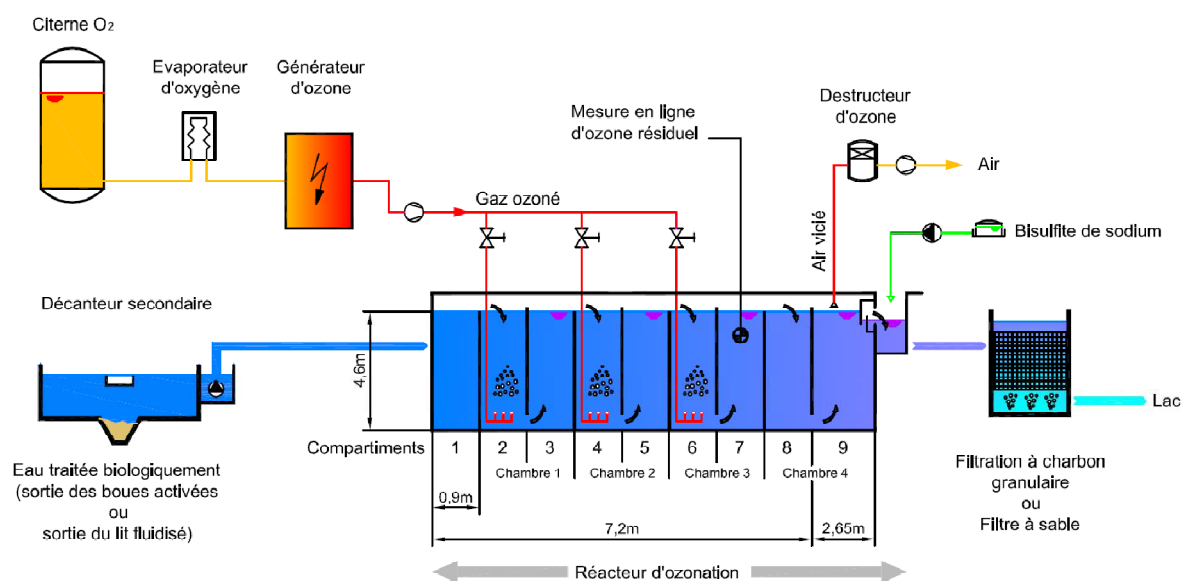 Citerne O₂
Evaporateur
d'oxygène
Générateur
d'ozone
Mesure en ligne
d'ozone résiduel
Destructeur
d'ozone
Air
Gaz ozoné
Air vicié
Bisulfite de sodium
Décanteur secondaire
4,6m
Lac
Compartiments 1 2 3 4 5 6 7 8 9
Chambre 1 Chambre 2 Chambre 3 Chambre 4
Eau traitée biologiquement
(sortie des boues activées
ou
sortie du lit fluidisé)
Filtration à charbon
granulaire
ou
Filtre à sable
0,9m
7,2m
2,65m
Réacteur d'ozonation